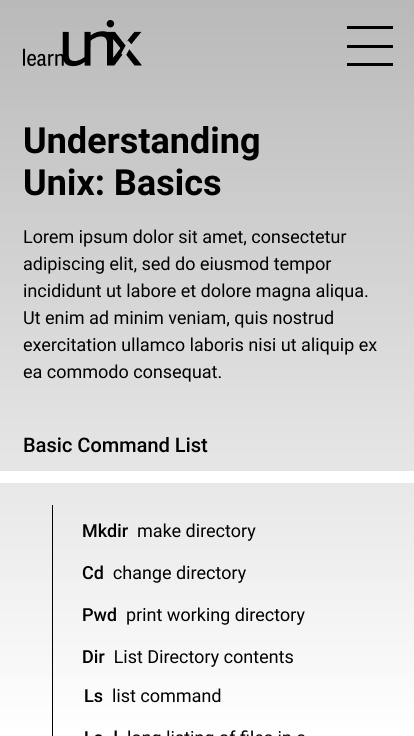 learnunix
Understanding
Unix: Basics
Lorem ipsum dolor sit amet, consectetur
adipiscing elit, sed do eiusmod tempor
incididunt ut labore et dolore magna aliqua.
Ut enim ad minim veniam, quis nostrud
exercitation ullamco laboris nisi ut aliquip ex
ea commodo consequat.
Basic Command List
Mkdir make directory
Cd change directory
Pwd print working directory
Dir List Directory contents
Ls list command
long listing of files in a